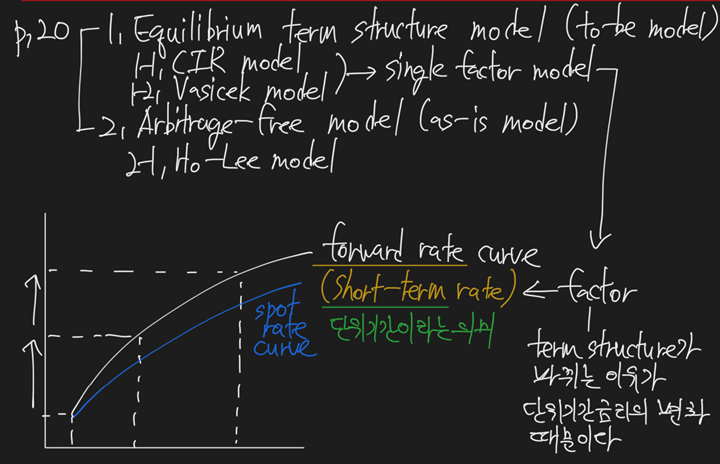 p,20 1, Equilibrium term structure model (to-be model)
1-1, CIR model
1-2, Vasicek model → single factor model
2, Arbitrage-free model (as-is model)
2-1, Ho-Lee model
forward rate curve
(short-term rate) ← factor
단위기간이라는 의미
spot
rate
curve
term structure가
바뀌는 이유가
단위기간금리의 변화
때문이다